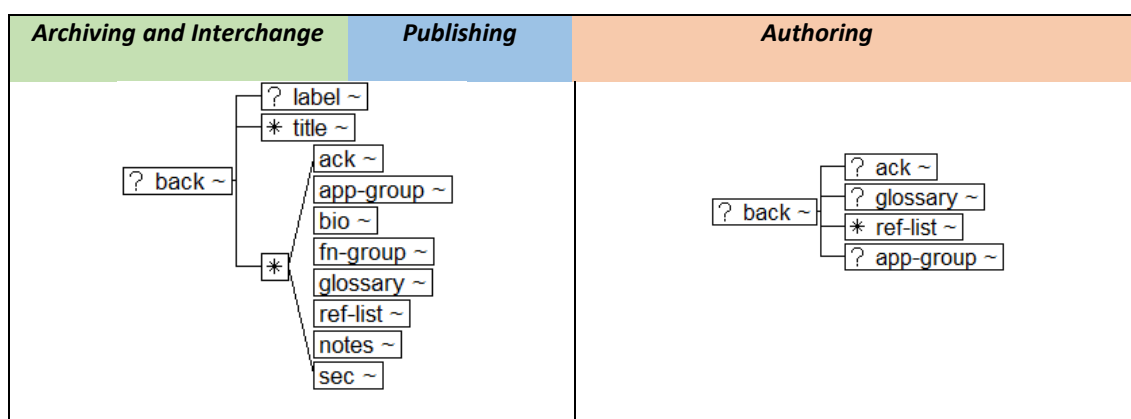 Archiving and Interchange Publishing Authoring
? label ~
* title ~
? back ~
*
ack ~
app-group ~
bio ~
fn-group ~
glossary ~
ref-list ~
notes ~
sec ~
? back ~
? ack ~
? glossary ~
* ref-list ~
? app-group ~